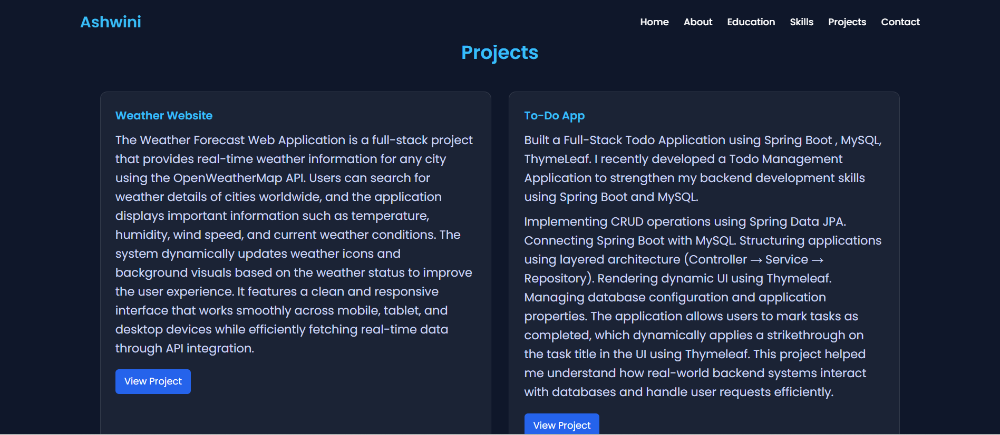 Ashwini
Home About Education Skills Projects Contact
Projects
Weather Website
The Weather Forecast Web Application is a full-stack project
that provides real-time weather information for any city
using the OpenWeatherMap API. Users can search for
weather details of cities worldwide, and the application
displays important information such as temperature,
humidity, wind speed, and current weather conditions. The
system dynamically updates weather icons and
background visuals based on the weather status to improve
the user experience. It features a clean and responsive
interface that works smoothly across mobile, tablet, and
desktop devices while efficiently fetching real-time data
through API integration.
View Project
To-Do App
Built a Full-Stack Todo Application using Spring Boot , MySQL,
ThymeLeaf. I recently developed a Todo Management
Application to strengthen my backend development skills
using Spring Boot and MySQL.
Implementing CRUD operations using Spring Data JPA.
Connecting Spring Boot with MySQL. Structuring applications
using layered architecture (Controller → Service →
Repository). Rendering dynamic UI using Thymeleaf.
Managing database configuration and application
properties. The application allows users to mark tasks as
completed, which dynamically applies a strikethrough on
the task title in the UI using Thymeleaf. This project helped
me understand how real-world backend systems interact
with databases and handle user requests efficiently.
View Project